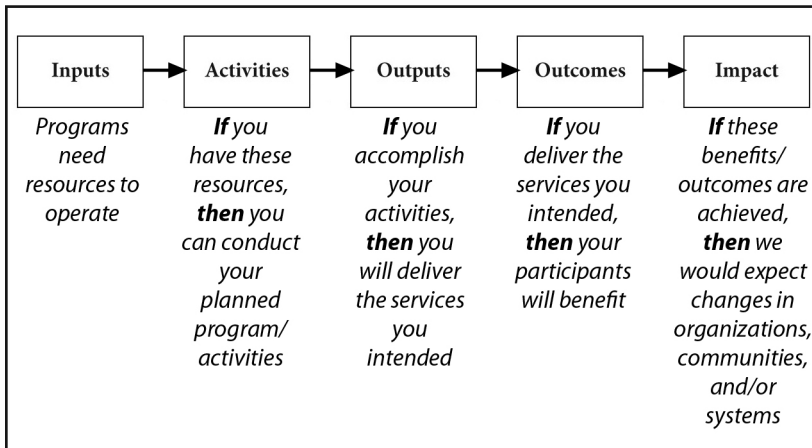 Inputs
Activities
Outputs
Outcomes
Impact
Programs
need
resources to
operate
If you
have these
resources,
then you
can conduct
your
planned
program/
activities
If you
accomplish
your
activities,
then you
will deliver
the services
you
intended
If you
deliver the
services you
intended,
then your
participants
will benefit
If these
benefits/
outcomes are
achieved,
then we
would expect
changes in
organizations,
communities,
and/or
systems